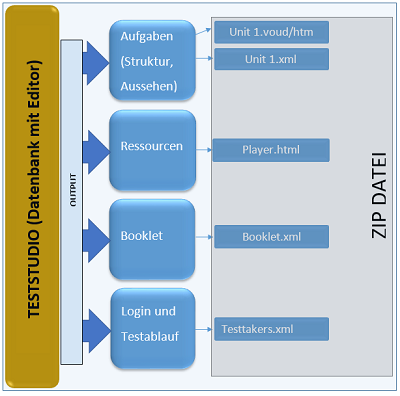 TESTSTUDIO (Datenbank mit Editor)
OUTPUT
Aufgaben
(Struktur,
Aussehen)
Unit 1.voud/htm
Unit 1.xml
Ressourcen
Player.html
Booklet
Booklet.xml
Login und
Testablauf
Testtakers.xml
ZIP DATEI